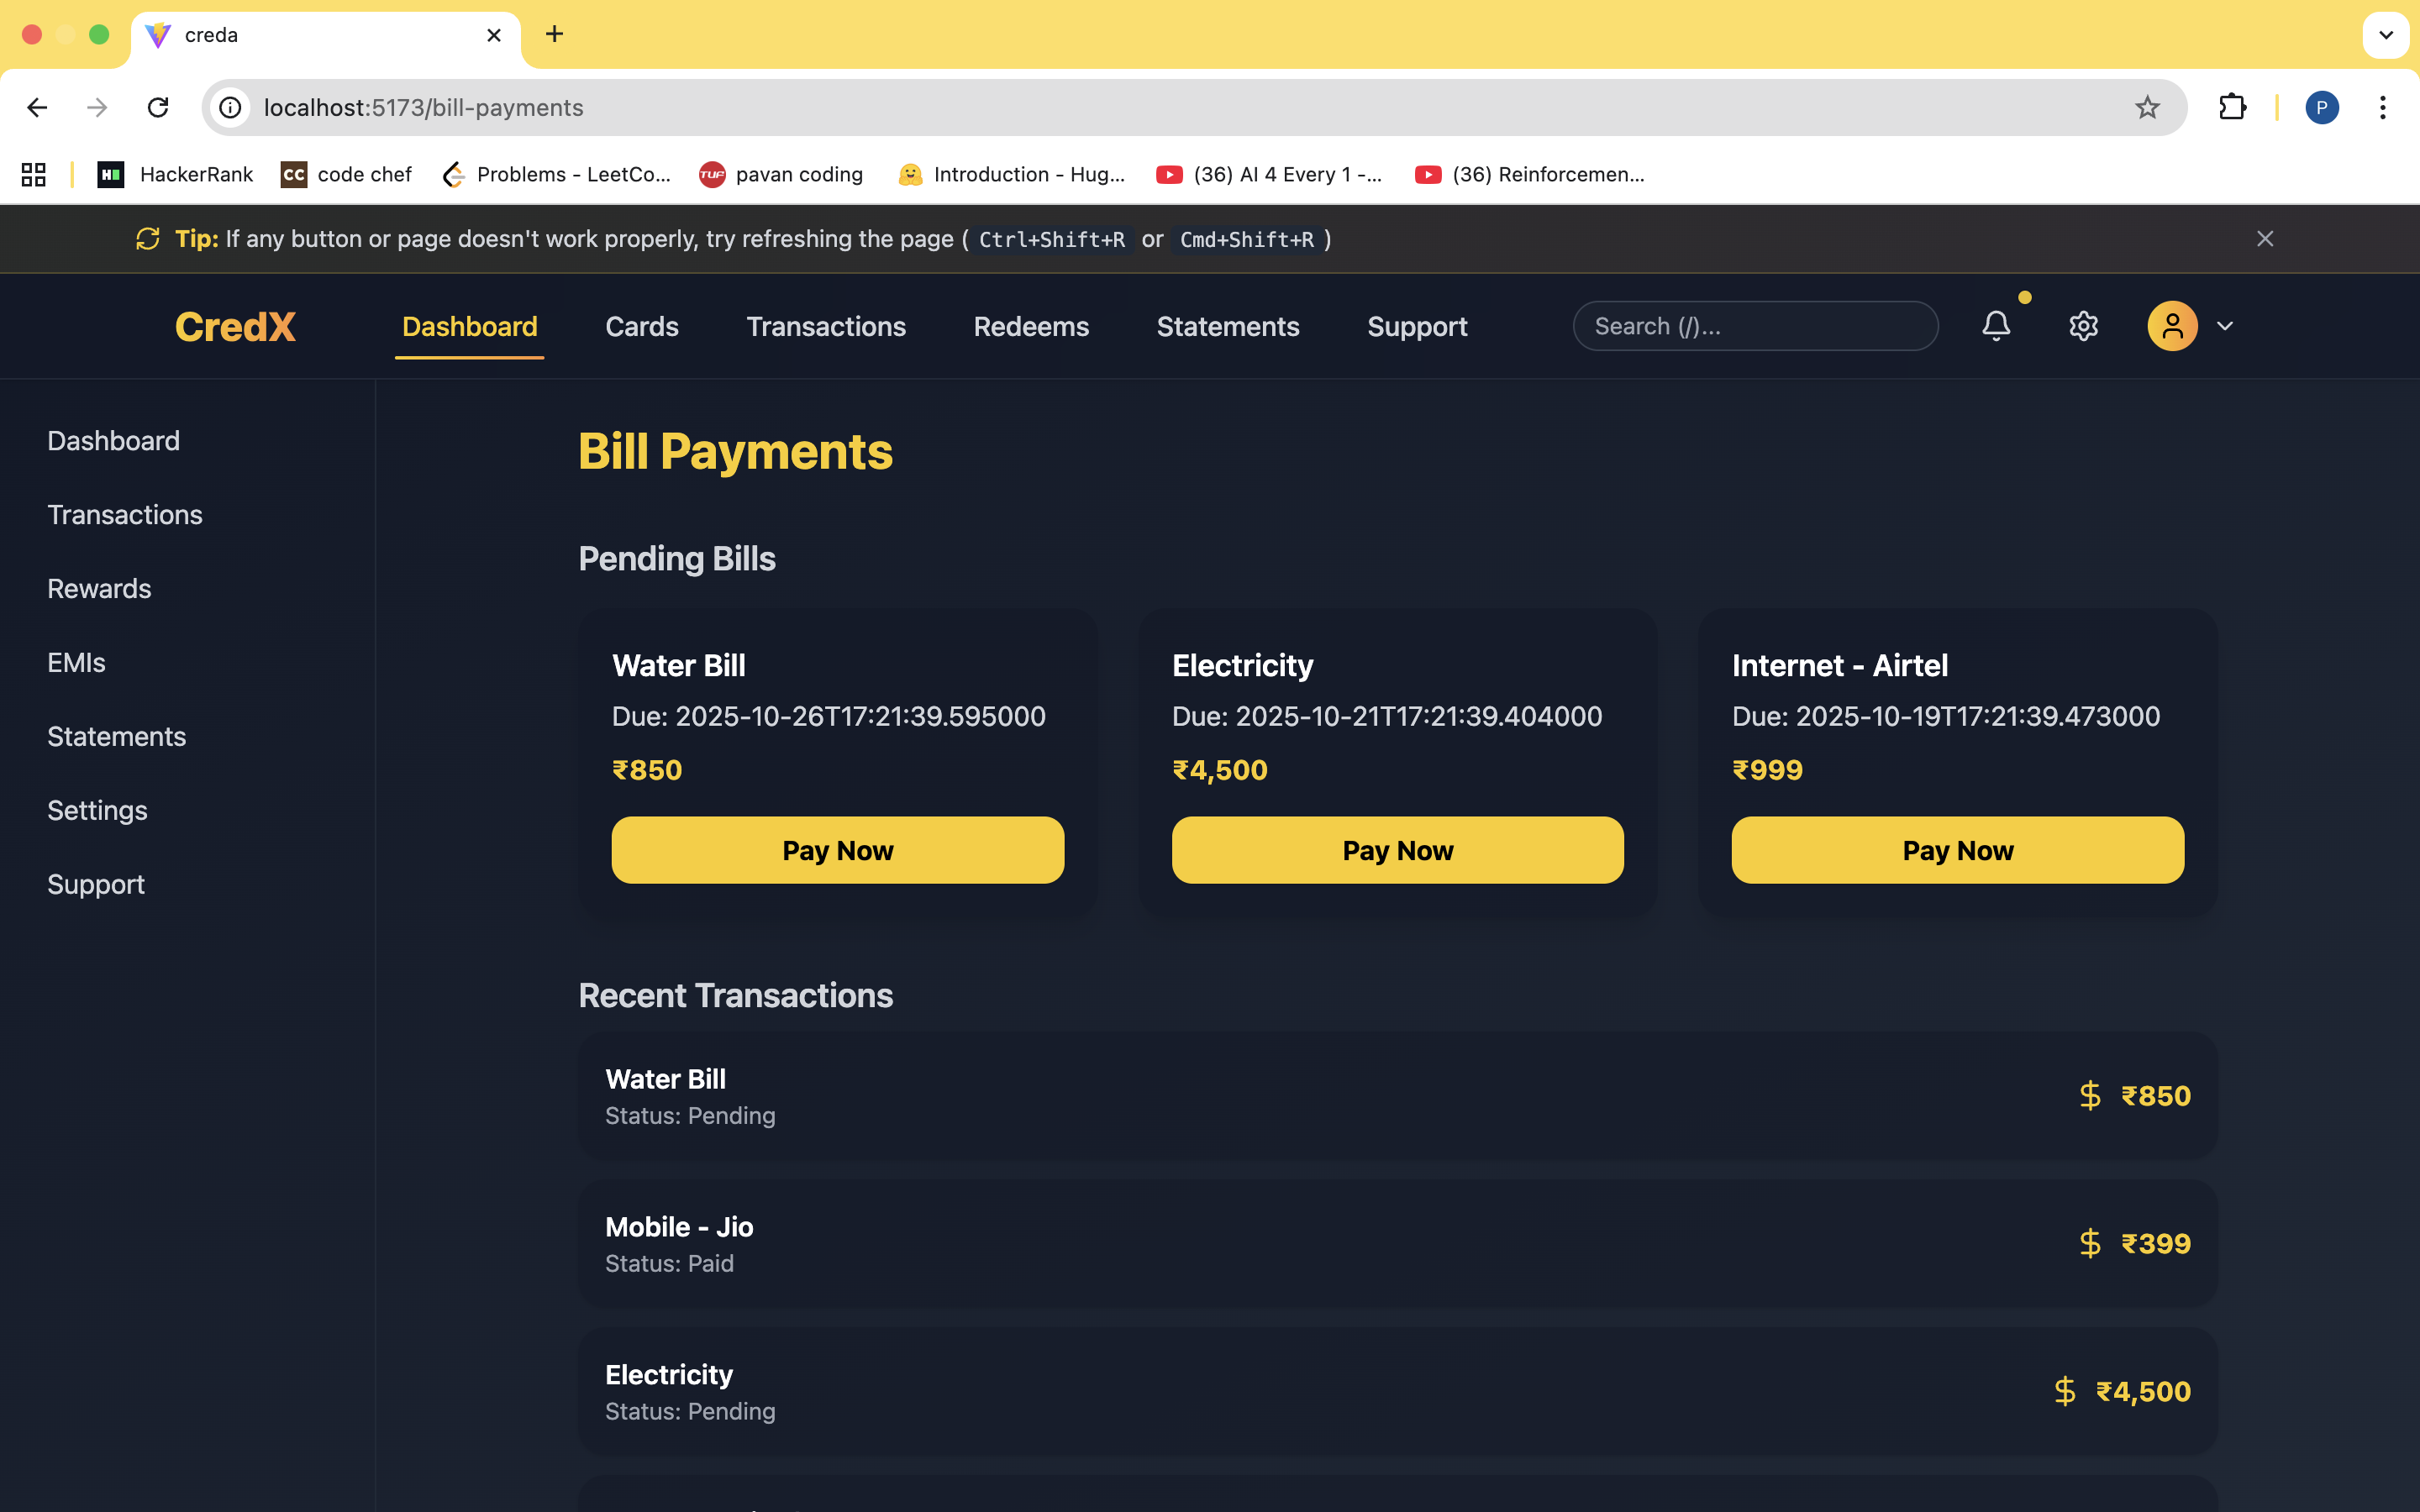 creda
localhost:5173/bill-payments
HackerRank
CC code chef
Problems - LeetCo...
TUF pavan coding
Introduction - Hug...
(36) AI 4 Every 1 -...
(36) Reinforcemen...
P
Tip: If any button or page doesn't work properly, try refreshing the page ( Ctrl+Shift+R or Cmd+Shift+R )
CredX
Dashboard
Cards
Transactions
Redeems
Statements
Support
Search (/)...
Dashboard
Transactions
Rewards
EMIs
Statements
Settings
Support
Bill Payments
Pending Bills
Water Bill
Due: 2025-10-26T17:21:39.595000
₹850
Pay Now
Electricity
Due: 2025-10-21T17:21:39.404000
₹4,500
Pay Now
Internet - Airtel
Due: 2025-10-19T17:21:39.473000
₹999
Pay Now
Recent Transactions
Water Bill
Status: Pending
$ ₹850
Mobile - Jio
Status: Paid
$ ₹399
Electricity
Status: Pending
$ ₹4,500